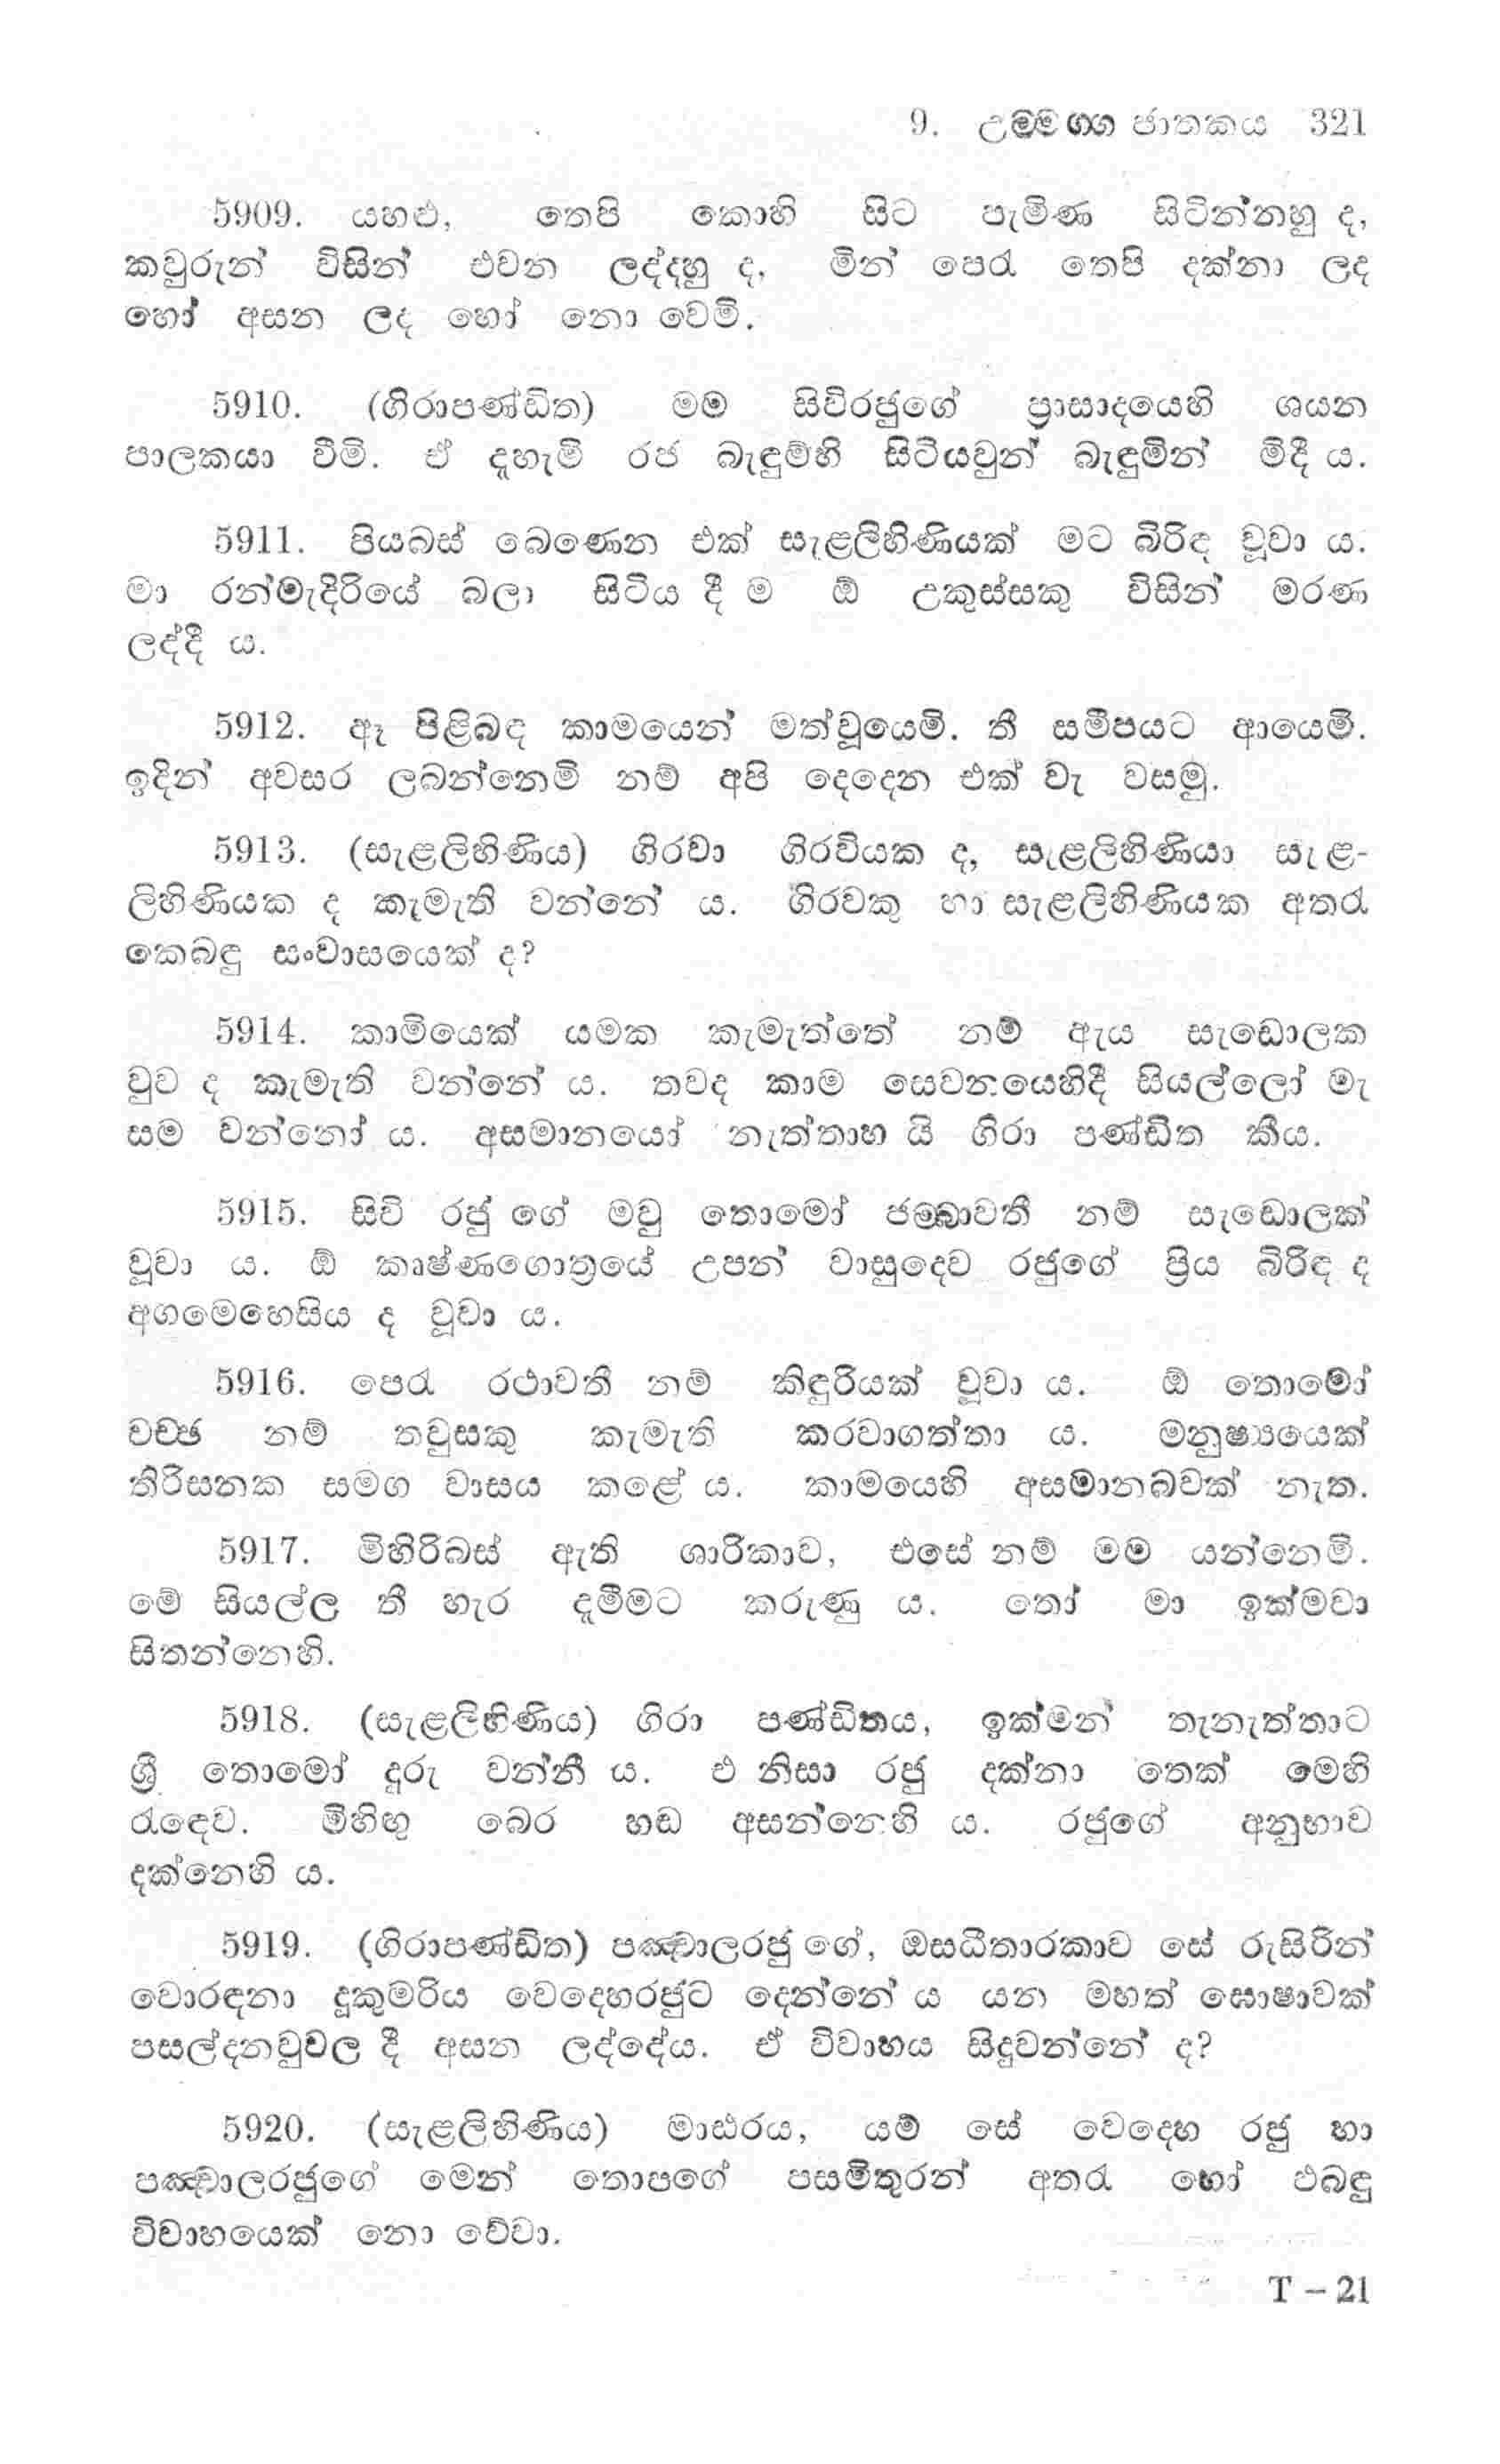 9. උම්මග්ග ජාතකය 321
5909. යහළු, තෙපි කොහි සිට පැමිණ සිටින්නහු ද,
කවුරුන් විසින් එවන ලද්දහු ද, මින් පෙරැ තෙපි දක්නා ලද
හෝ අසන ලද හෝ නො වෙමි.
5910. (ගිරාපණ්ඩිත) මම සිවිරජුගේ ප්‍රාසාදයෙහි ශයන
පාලකයා වීමි. ඒ දැහැමි රජ බැඳුම්හි සිටියවුන් බැඳුමින් මිදී ය.
5911. පියබස් බෙණෙන එක් සැළලිහිණියක් මට බිරිඳ වූවා ය.
මා රන්මැදිරියේ බලා සිටිය දී ම ඕ උකුස්සකු විසින් මරණ
ලද්දී ය.
5912. ඇ පිළිබඳ කාමයෙන් මත්වූයෙමි. තී සමීපයට ආයෙමි.
ඉදින් අවසර ලබන්නෙමි නම් අපි දෙදෙන එක් වැ වසමු.
5913. (සැළලිහිණිය) ගිරවා ගිරවියක ද, සැළලිහිණියා සැළ-
ලිහිණියක ද කැමැති වන්නේ ය. ගිරවකු හා සැළලිහිණියක අතරැ
කෙබඳු සංවාසයෙක් ද?
5914. කාමියෙක් යමක කැමැත්තේ නම් ඇය සැඩොලක
වුව ද කැමැති වන්නේ ය. තවද කාම සෙවනයෙහිදී සියල්ලෝ මැ
සම වන්නෝ ය. අසමානයෝ නැත්තාහ යි ගිරා පණ්ඩිත කීය.
5915. සිවි රජු ගේ මවු තොමෝ ජම්බාවතී නම් සැඩොලක්
වූවා ය. ඕ කෘෂ්ණගොත්‍රයේ උපන් වාසුදෙව රජුගේ ප්‍රිය බිරිඳ ද
අගමෙහෙසිය ද වූවා ය.
5916. පෙරැ රථාවතී නම් කිඳුරියක් වූවා ය. ඕ තොමෝ
වච්ඡ නම් තවුසකු කැමැති කරවාගත්තා ය. මනුෂ්‍යයෙක්
තිරිසනක සමග වාසය කළේ ය. කාමයෙහි අසමානබවක් නැත.
5917. මිහිරිබස් ඇති ශාරිකාව, එසේ නම් මම යන්නෙමි.
මේ සියල්ල තී හැර දැමීමට කරුණු ය. තෝ මා ඉක්මවා
සිතන්නෙහි.
5918. (සැළලිහිණිය) ගිරා පණ්ඩිතය, ඉක්මන් තැනැත්තාට
ශ්‍රී තොමෝ දුරු වන්නී ය. එ නිසා රජු දක්නා තෙක් මෙහි
රැඳෙව. මිහිඟු බෙර හඬ අසන්නෙහි ය. රජුගේ අනුභාව
දක්නෙහි ය.
5919. (ගිරාපණ්ඩිත) පඤ්චාලරජු ගේ, ඔසධීතාරකාව සේ රුසිරින්
වොරඳනා දූකුමරිය වෙදෙහරජුට දෙන්නේ ය යන මහත් ඝොෂාවක්
පසල්දනවුවල දී අසන ලද්දේය. ඒ විවාහය සිදුවන්නේ ද?
5920. (සැළලිහිණිය) මාඪරය, යම් සේ වෙදෙහ රජු හා
පඤ්චාලරජුගේ මෙන් තොපගේ පසමිතුරන් අතරැ හෝ එබඳු
විවාහයෙක් නො වේවා.
T – 21